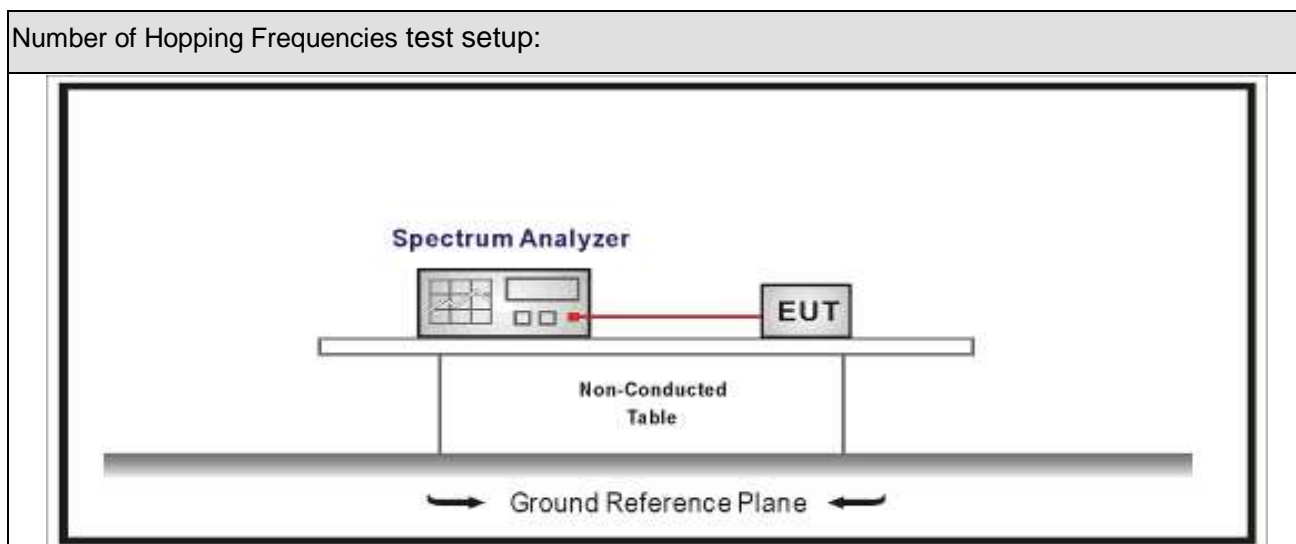 Number of Hopping Frequencies test setup:
Spectrum Analyzer
EUT
Non-Conducted
Table
Ground Reference Plane